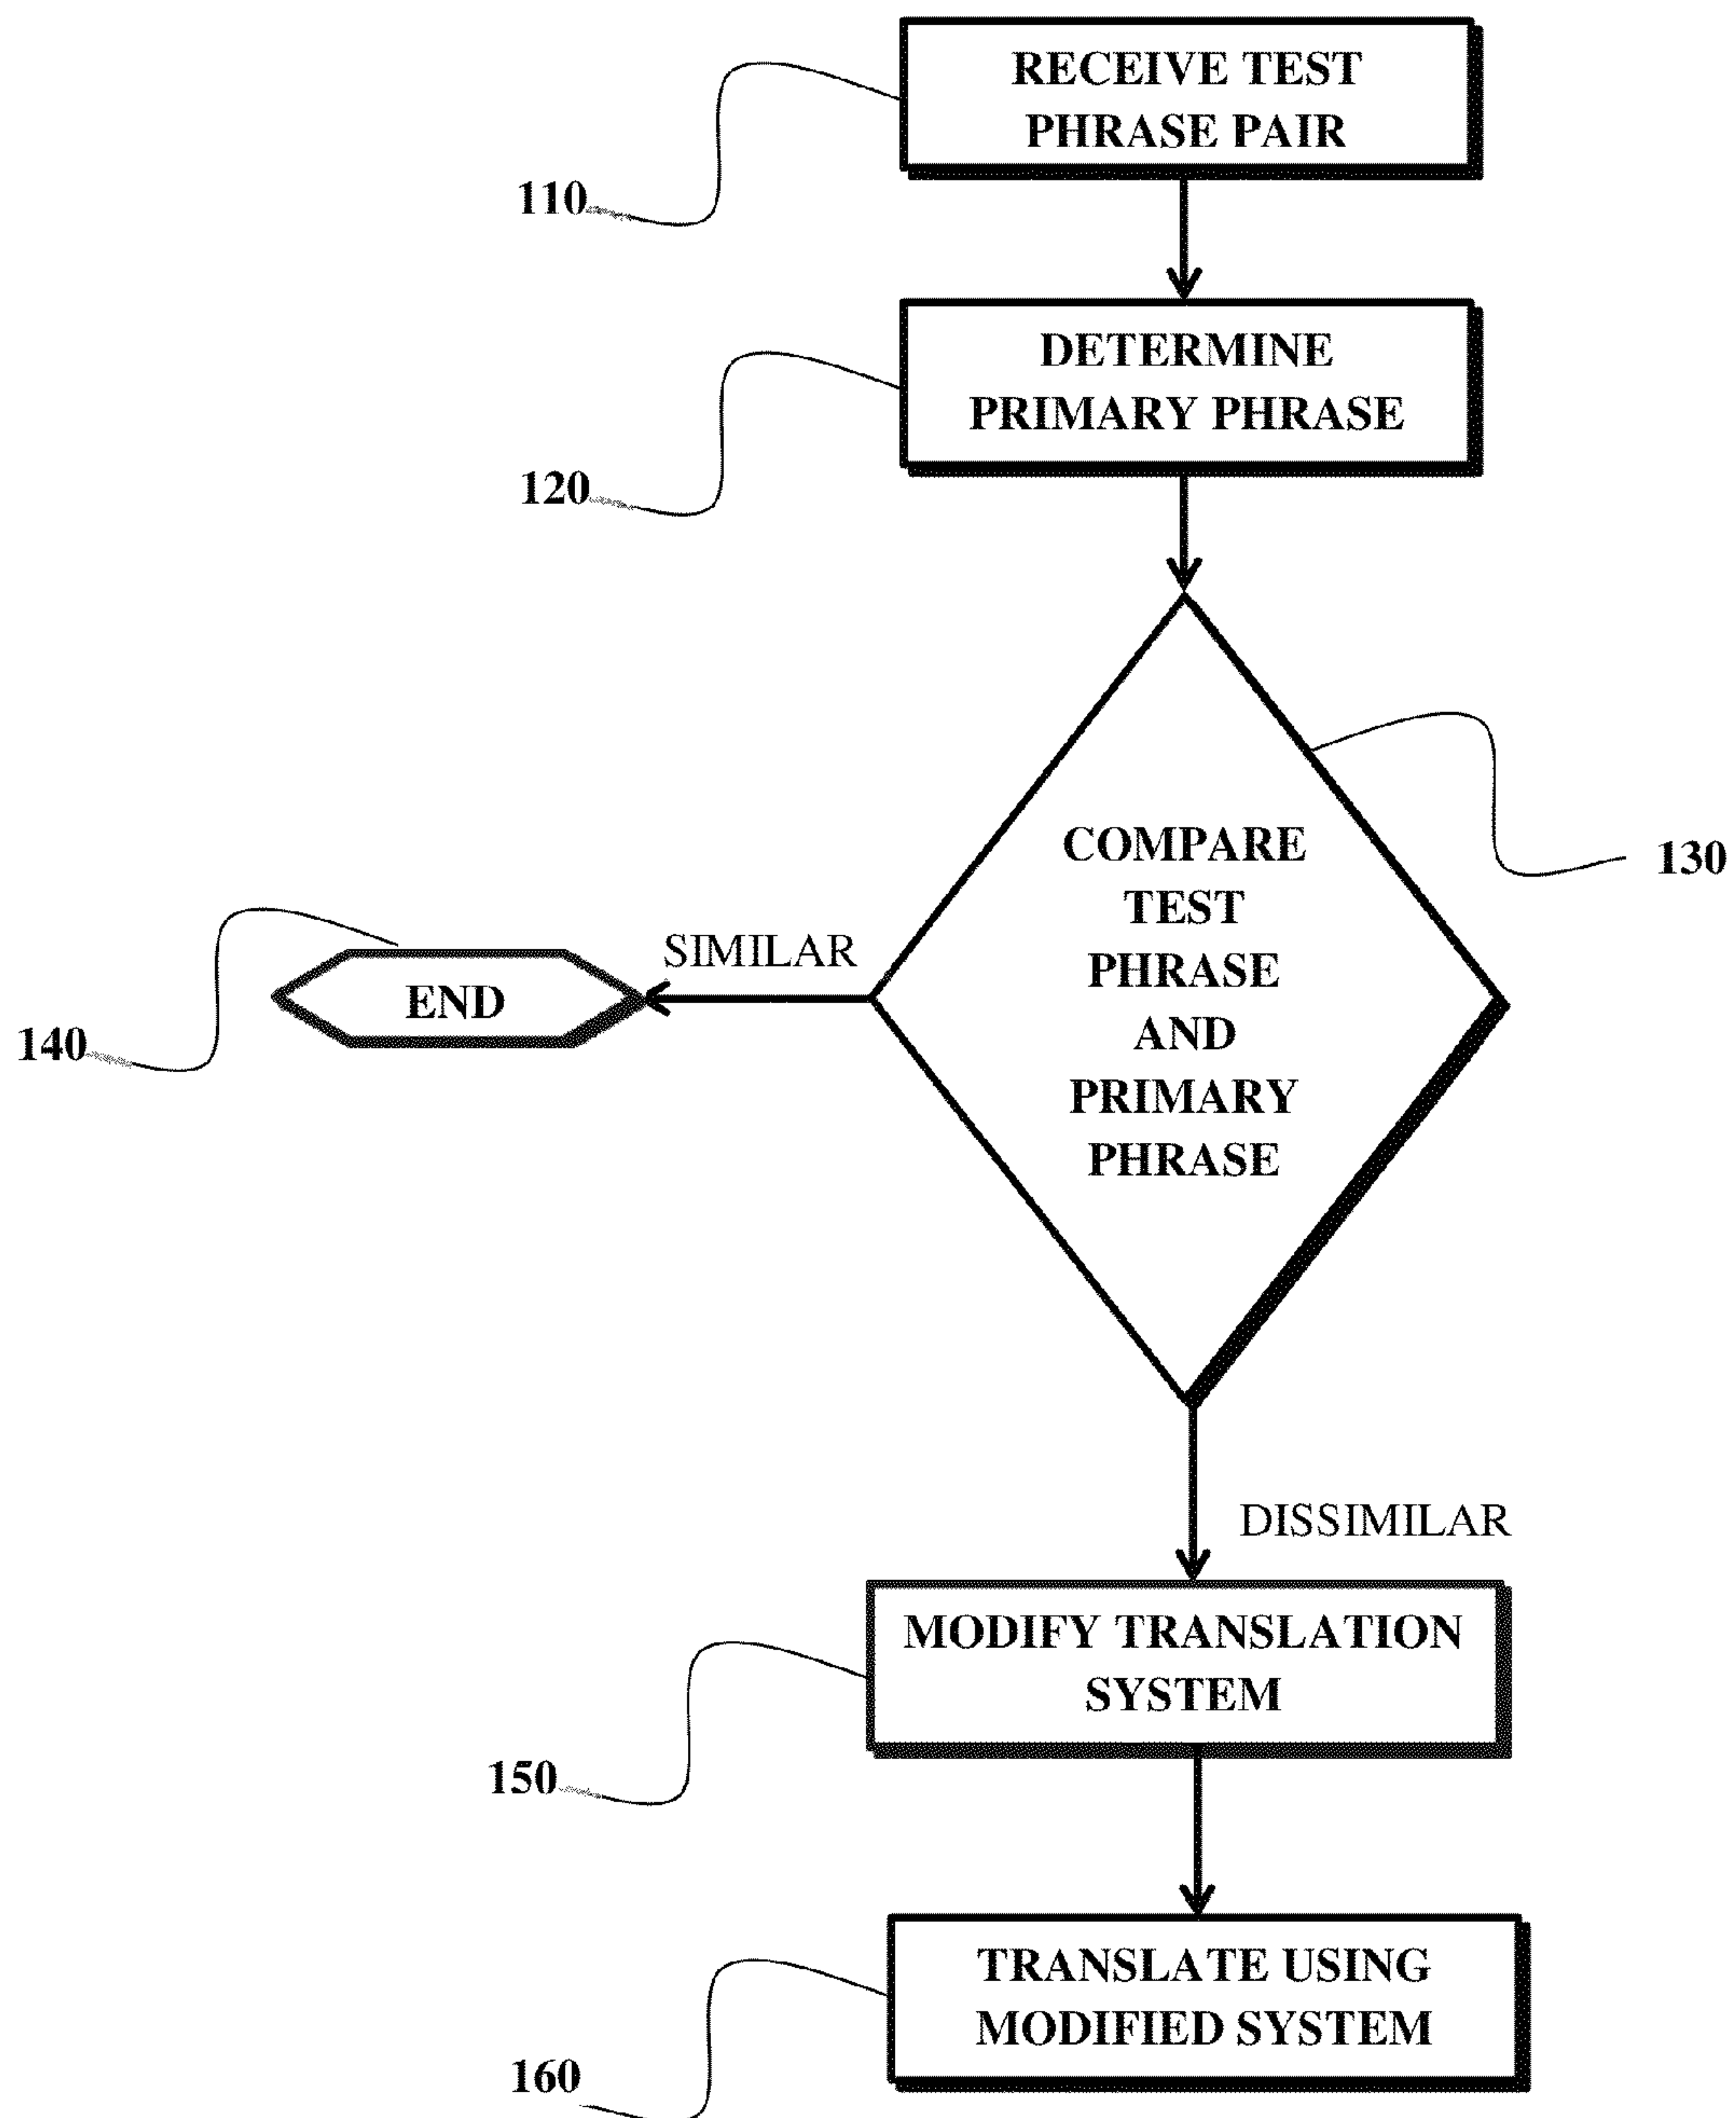 RECEIVE TEST
PHRASE PAIR
110
DETERMINE
PRIMARY PHRASE
120
COMPARE
TEST
PHRASE
AND
PRIMARY
PHRASE
130
SIMILAR
END
140
DISSIMILAR
MODIFY TRANSLATION
SYSTEM
150
TRANSLATE USING
MODIFIED SYSTEM
160